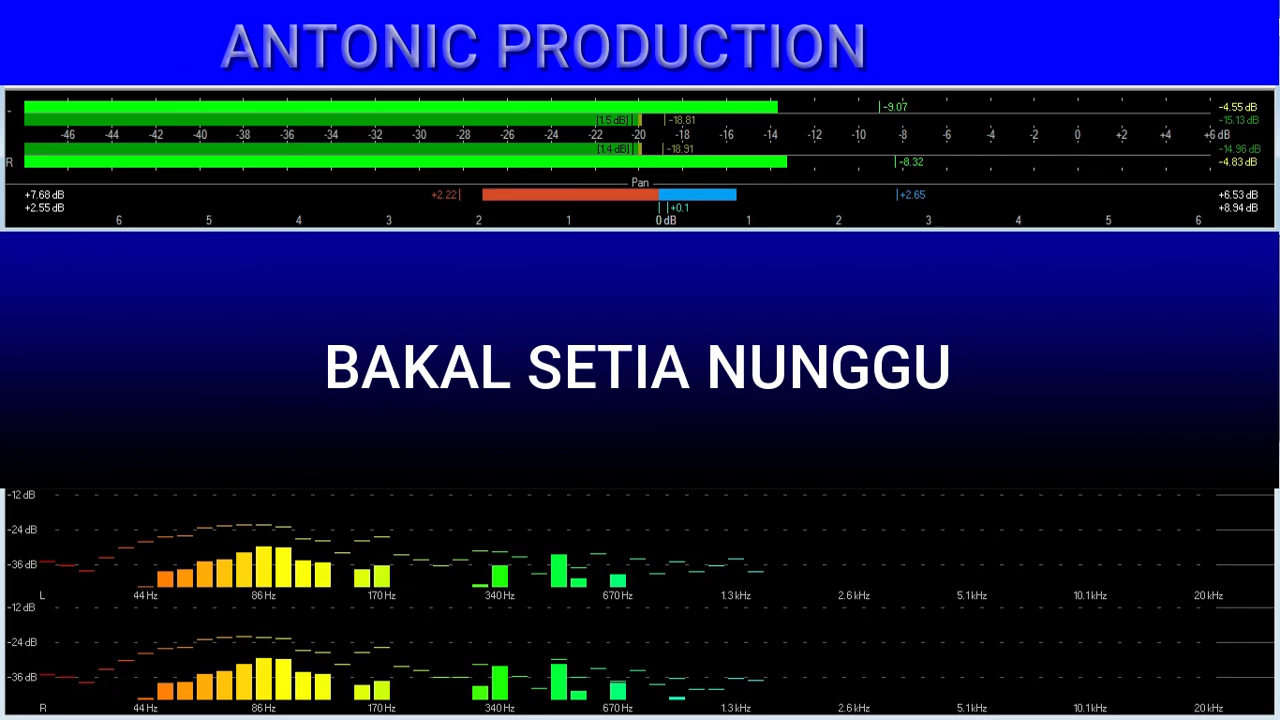 ANTONIC PRODUCTION
-9.07 -4.55 dB
[1.5 dB] -18.81 -15.13 dB
-46 -44 -42 -40 -38 -36 -34 -32 -30 -28 -26 -24 -22 -20 -18 -16 -14 -12 -10 -8 -6 -4 -2 0 +2 +4 +6 dB
[1.4 dB] -18.91 -14.96 dB
R -8.32 -4.83 dB
Pan
+7.68 dB +2.22 +2.65 +6.53 dB
+2.55 dB +0.1 +8.94 dB
6 5 4 3 2 1 0 dB 1 2 3 4 5 6
BAKAL SETIA NUNGGU
-12 dB
-24 dB
-36 dB
L 44 Hz 86 Hz 170 Hz 340 Hz 670 Hz 1.3 kHz 2.6 kHz 5.1 kHz 10.1 kHz 20 kHz
-12 dB
-24 dB
-36 dB
R 44 Hz 86 Hz 170 Hz 340 Hz 670 Hz 1.3 kHz 2.6 kHz 5.1 kHz 10.1 kHz 20 kHz